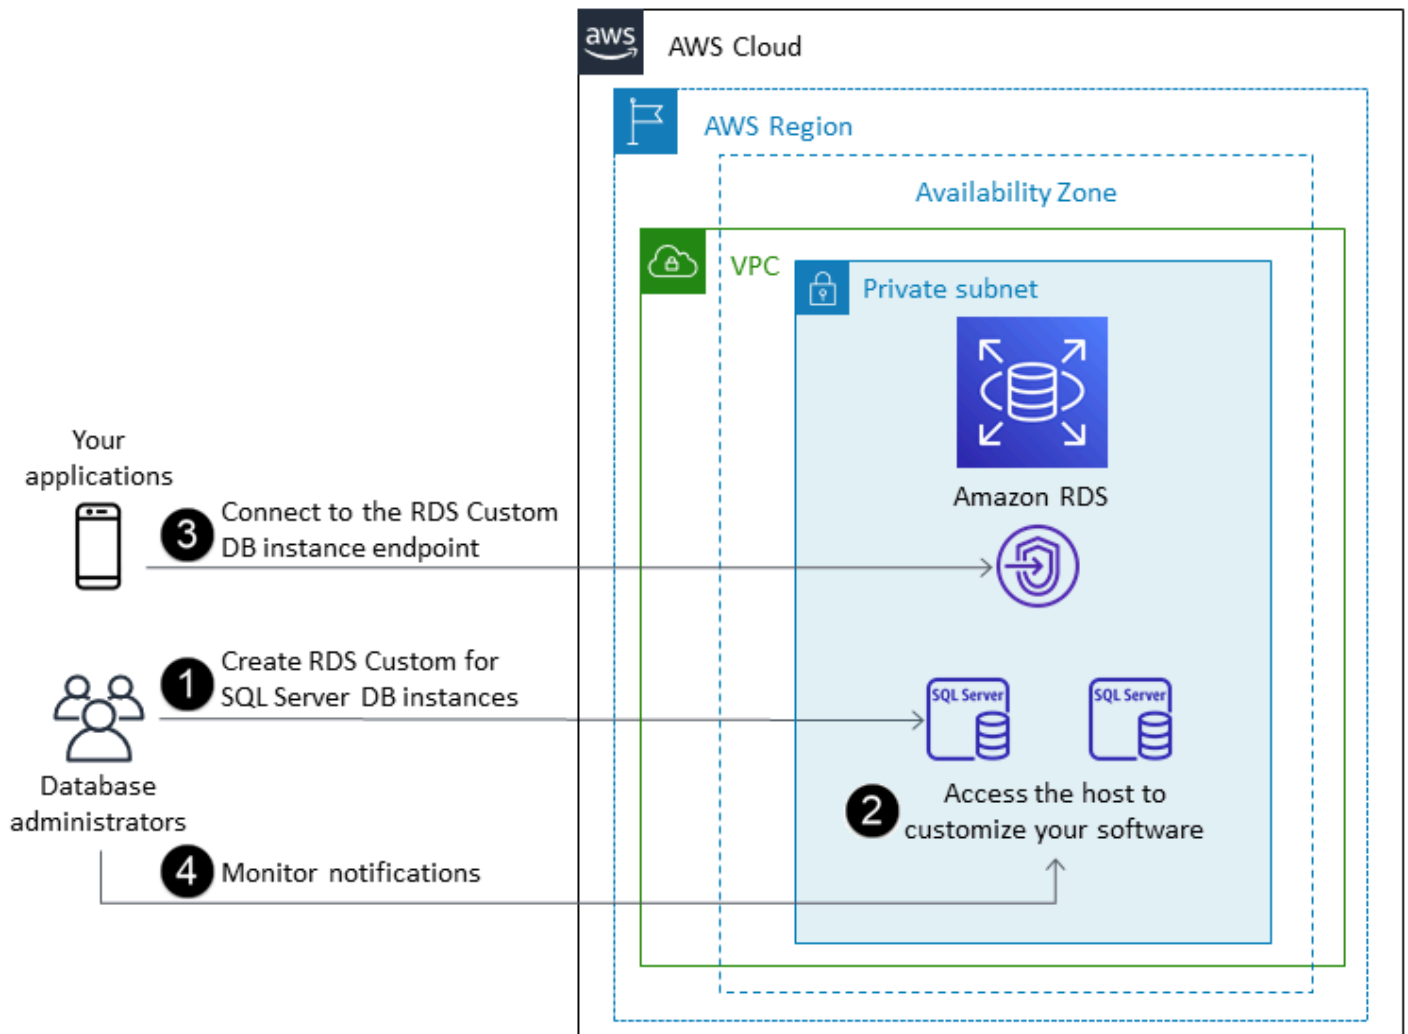 aws
AWS Cloud
AWS Region
Availability Zone
VPC
Private subnet
Amazon RDS
Your
applications
3
Connect to the RDS Custom
DB instance endpoint
1
Create RDS Custom for
SQL Server DB instances
SQL Server
SQL Server
Database
administrators
2
Access the host to
customize your software
4
Monitor notifications